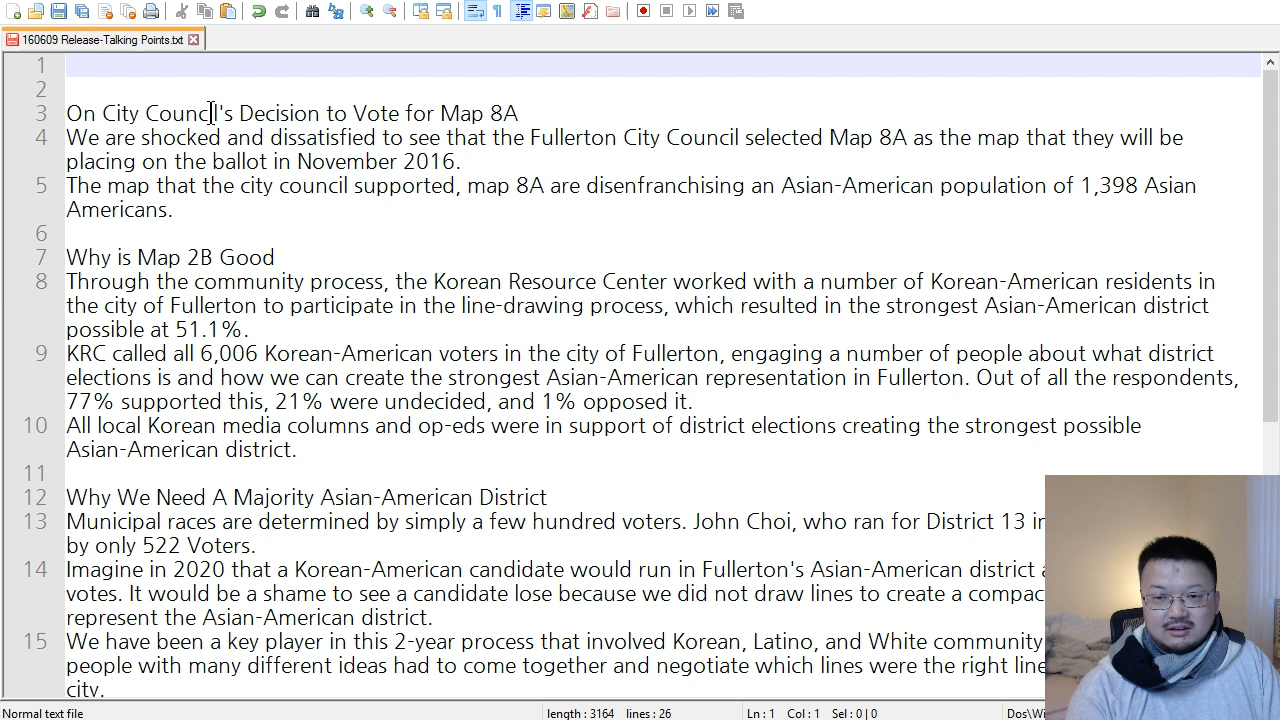 160609 Release-Talking Points.txt
1
2
3 On City Council's Decision to Vote for Map 8A
4 We are shocked and dissatisfied to see that the Fullerton City Council selected Map 8A as the map that they will be
placing on the ballot in November 2016.
5 The map that the city council supported, map 8A are disenfranchising an Asian-American population of 1,398 Asian
Americans.
6
7 Why is Map 2B Good
8 Through the community process, the Korean Resource Center worked with a number of Korean-American residents in
the city of Fullerton to participate in the line-drawing process, which resulted in the strongest Asian-American district
possible at 51.1%.
9 KRC called all 6,006 Korean-American voters in the city of Fullerton, engaging a number of people about what district
elections is and how we can create the strongest Asian-American representation in Fullerton. Out of all the respondents,
77% supported this, 21% were undecided, and 1% opposed it.
10 All local Korean media columns and op-eds were in support of district elections creating the strongest possible
Asian-American district.
11
12 Why We Need A Majority Asian-American District
13 Municipal races are determined by simply a few hundred voters. John Choi, who ran for District 13 in
by only 522 Voters.
14 Imagine in 2020 that a Korean-American candidate would run in Fullerton's Asian-American district
votes. It would be a shame to see a candidate lose because we did not draw lines to create a
represent the Asian-American district.
15 We have been a key player in this 2-year process that involved Korean, Latino, and White community
people with many different ideas had to come together and negotiate which lines were the right
city.
Normal text file length : 3164 lines : 26 Ln : 1 Col : 1 Sel : 0 | 0